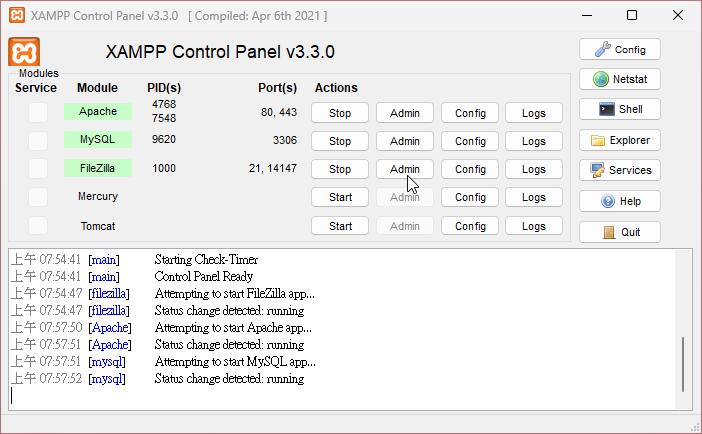 XAMPP Control Panel v3.3.0 [ Compiled: Apr 6th 2021 ]
XAMPP Control Panel v3.3.0
Config
Modules
Service Module PID(s) Port(s) Actions
Netstat
Apache 4768 7548 80, 443 Stop Admin Config Logs
Shell
MySQL 9620 3306 Stop Admin Config Logs
Explorer
FileZilla 1000 21, 14147 Stop Admin Config Logs
Services
Mercury Start Admin Config Logs
Help
Tomcat Start Admin Config Logs
Quit
上午 07:54:41 [main] Starting Check-Timer
上午 07:54:41 [main] Control Panel Ready
上午 07:54:47 [filezilla] Attempting to start FileZilla app...
上午 07:54:47 [filezilla] Status change detected: running
上午 07:57:50 [Apache] Attempting to start Apache app...
上午 07:57:51 [Apache] Status change detected: running
上午 07:57:51 [mysql] Attempting to start MySQL app...
上午 07:57:52 [mysql] Status change detected: running